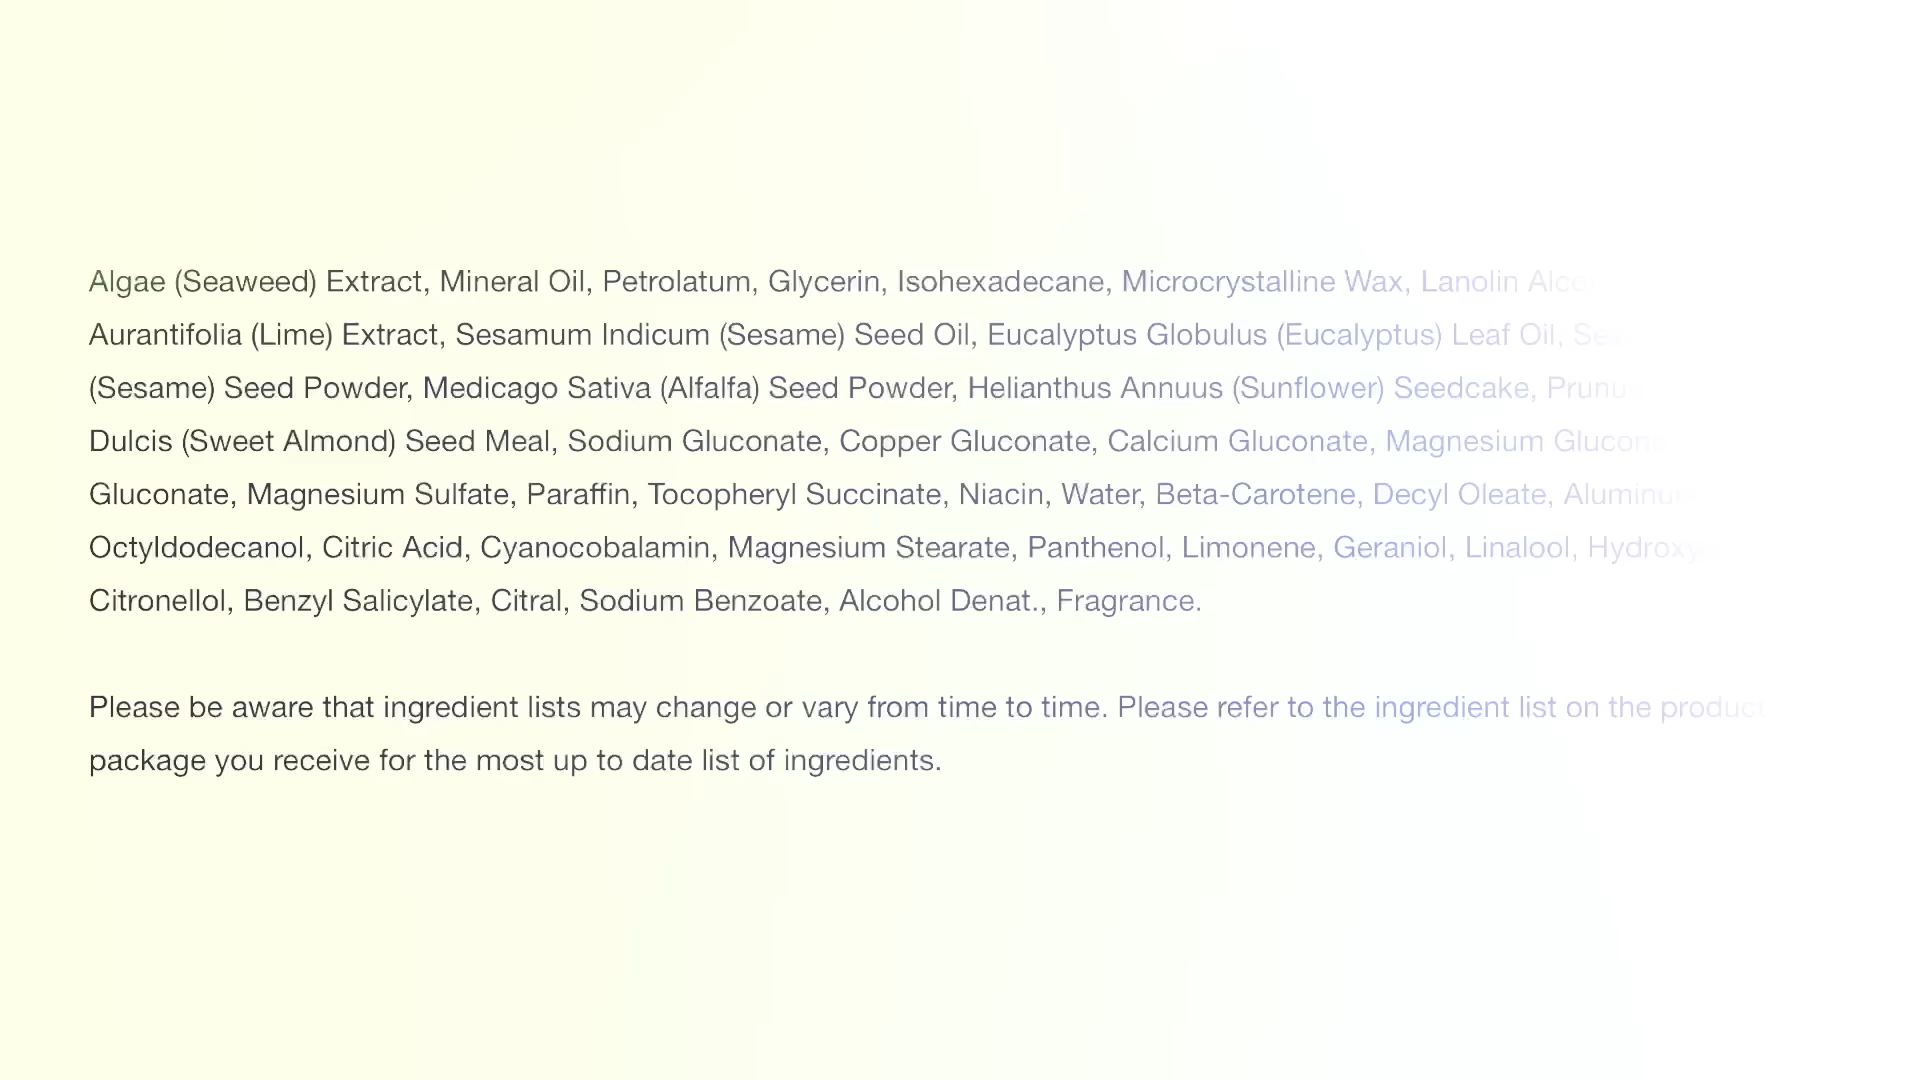 Algae (Seaweed) Extract, Mineral Oil, Petrolatum, Glycerin, Isohexadecane, Microcrystalline Wax, Lanolin
Aurantifolia (Lime) Extract, Sesamum Indicum (Sesame) Seed Oil, Eucalyptus Globulus (Eucalyptus) Leaf Oil,
(Sesame) Seed Powder, Medicago Sativa (Alfalfa) Seed Powder, Helianthus Annuus (Sunflower) Seedcake,
Dulcis (Sweet Almond) Seed Meal, Sodium Gluconate, Copper Gluconate, Calcium Gluconate, Magnesium
Gluconate, Magnesium Sulfate, Paraffin, Tocopheryl Succinate, Niacin, Water, Beta-Carotene, Decyl Oleate,
Octyldodecanol, Citric Acid, Cyanocobalamin, Magnesium Stearate, Panthenol, Limonene, Geraniol, Linalool,
Citronellol, Benzyl Salicylate, Citral, Sodium Benzoate, Alcohol Denat., Fragrance.
Please be aware that ingredient lists may change or vary from time to time. Please refer to the ingredient list on the product
package you receive for the most up to date list of ingredients.